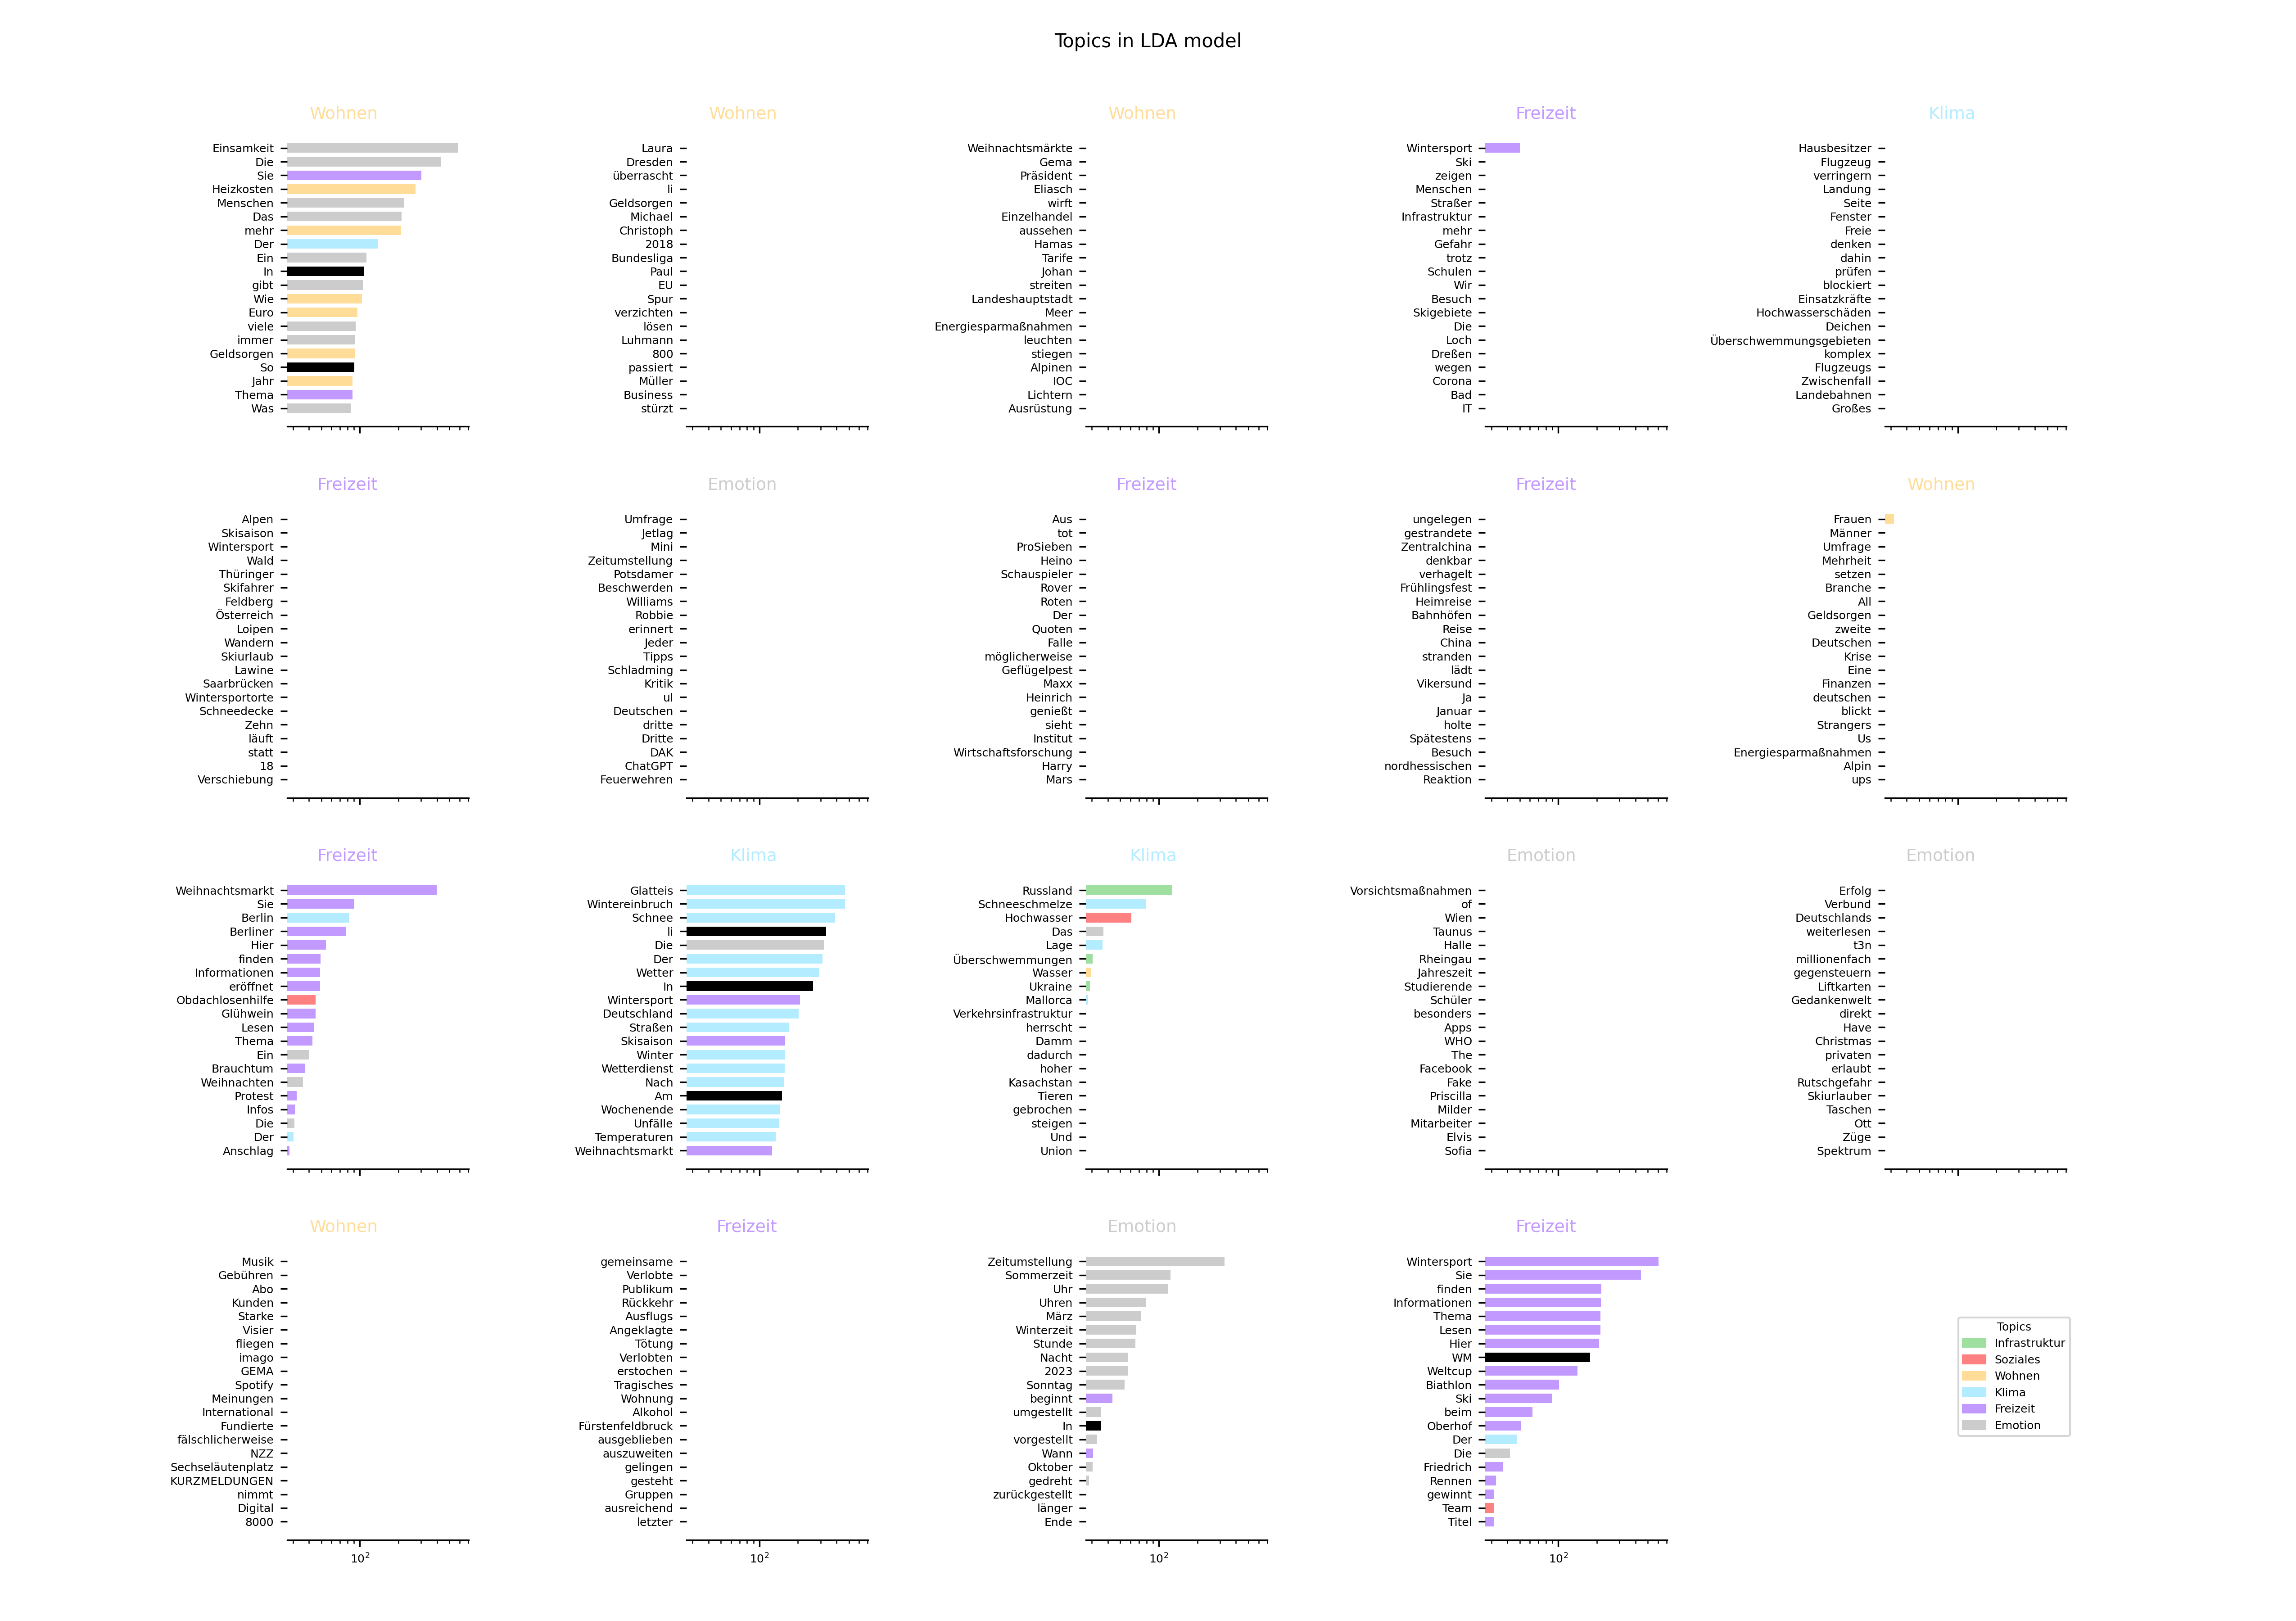 Topics in LDA model
Wohnen
Einsamkeit
Die
Sie
Heizkosten
Menschen
Das
mehr
Der
Ein
In
gibt
Wie
Euro
viele
immer
Geldsorgen
So
Jahr
Thema
Was
Wohnen
Laura
Dresden
überrascht
li
Geldsorgen
Michael
Christoph
2018
Bundesliga
Paul
EU
Spur
verzichten
lösen
Luhmann
800
passiert
Müller
Business
stürzt
Wohnen
Weihnachtsmärkte
Gema
Präsident
Eliasch
wirft
Einzelhandel
aussehen
Hamas
Tarife
Johan
streiten
Landeshauptstadt
Meer
Energiesparmaßnahmen
leuchten
stiegen
Alpinen
IOC
Lichtern
Ausrüstung
Freizeit
Wintersport
Ski
zeigen
Menschen
Straßer
Infrastruktur
mehr
Gefahr
trotz
Schulen
Wir
Besuch
Skigebiete
Die
Loch
Dreßen
wegen
Corona
Bad
IT
Klima
Hausbesitzer
Flugzeug
verringern
Landung
Seite
Fenster
Freie
denken
dahin
prüfen
blockiert
Einsatzkräfte
Hochwasserschäden
Deichen
Überschwemmungsgebieten
komplex
Flugzeugs
Zwischenfall
Landebahnen
Großes
Freizeit
Alpen
Skisaison
Wintersport
Wald
Thüringer
Skifahrer
Feldberg
Österreich
Loipen
Wandern
Skiurlaub
Lawine
Saarbrücken
Wintersportorte
Schneedecke
Zehn
läuft
statt
18
Verschiebung
Emotion
Umfrage
Jetlag
Mini
Zeitumstellung
Potsdamer
Beschwerden
Williams
Robbie
erinnert
Jeder
Tipps
Schladming
Kritik
ul
Deutschen
dritte
Dritte
DAK
ChatGPT
Feuerwehren
Freizeit
Aus
tot
ProSieben
Heino
Schauspieler
Rover
Roten
Der
Quoten
Falle
möglicherweise
Geflügelpest
Maxx
Heinrich
genießt
sieht
Institut
Wirtschaftsforschung
Harry
Mars
Freizeit
ungelegen
gestrandete
Zentralchina
denkbar
verhagelt
Frühlingsfest
Heimreise
Bahnhöfen
Reise
China
stranden
lädt
Vikersund
Ja
Januar
holte
Spätestens
Besuch
nordhessischen
Reaktion
Wohnen
Frauen
Männer
Umfrage
Mehrheit
setzen
Branche
All
Geldsorgen
zweite
Deutschen
Krise
Eine
Finanzen
deutschen
blickt
Strangers
Us
Energiesparmaßnahmen
Alpin
ups
Freizeit
Weihnachtsmarkt
Sie
Berlin
Berliner
Hier
finden
Informationen
eröffnet
Obdachlosenhilfe
Glühwein
Lesen
Thema
Ein
Brauchtum
Weihnachten
Protest
Infos
Die
Der
Anschlag
Klima
Glatteis
Wintereinbruch
Schnee
li
Die
Der
Wetter
In
Wintersport
Deutschland
Straßen
Skisaison
Winter
Wetterdienst
Nach
Am
Wochenende
Unfälle
Temperaturen
Weihnachtsmarkt
Klima
Russland
Schneeschmelze
Hochwasser
Das
Lage
Überschwemmungen
Wasser
Ukraine
Mallorca
Verkehrsinfrastruktur
herrscht
Damm
dadurch
hoher
Kasachstan
Tieren
gebrochen
steigen
Und
Union
Emotion
Vorsichtsmaßnahmen
of
Wien
Taunus
Halle
Rheingau
Jahreszeit
Studierende
Schüler
besonders
Apps
WHO
The
Facebook
Fake
Priscilla
Milder
Mitarbeiter
Elvis
Sofia
Emotion
Erfolg
Verbund
Deutschlands
weiterlesen
t3n
millionenfach
gegensteuern
Liftkarten
Gedankenwelt
direkt
Have
Christmas
privaten
erlaubt
Rutschgefahr
Skiurlauber
Taschen
Ott
Züge
Spektrum
Wohnen
Musik
Gebühren
Abo
Kunden
Starke
Visier
fliegen
imago
GEMA
Spotify
Meinungen
International
Fundierte
fälschlicherweise
NZZ
Sechseläutenplatz
KURZMELDUNGEN
nimmt
Digital
8000
10²
Freizeit
gemeinsame
Verlobte
Publikum
Rückkehr
Ausflugs
Angeklagte
Tötung
Verlobten
erstochen
Tragisches
Wohnung
Alkohol
Fürstenfeldbruck
ausgeblieben
auszuweiten
gelingen
gesteht
Gruppen
ausreichend
letzter
10²
Emotion
Zeitumstellung
Sommerzeit
Uhr
Uhren
März
Winterzeit
Stunde
Nacht
2023
Sonntag
beginnt
umgestellt
In
vorgestellt
Wann
Oktober
gedreht
zurückgestellt
länger
Ende
10²
Freizeit
Wintersport
Sie
finden
Informationen
Thema
Lesen
Hier
WM
Weltcup
Biathlon
Ski
beim
Oberhof
Der
Die
Friedrich
Rennen
gewinnt
Team
Titel
10²
Topics
Infrastruktur
Soziales
Wohnen
Klima
Freizeit
Emotion